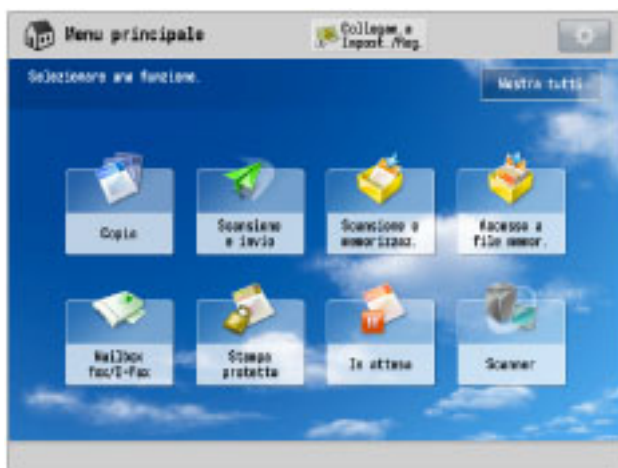 Menu principale
Collegam. a
Impost./Reg.
Selezionare una funzione.
Mostra tutti
Copia
Scansione
e invio
Scansione e
memorizzaz.
Accesso a
file memor.
Mailbox
fax/I-Fax
Stampa
protetta
In attesa
Scanner